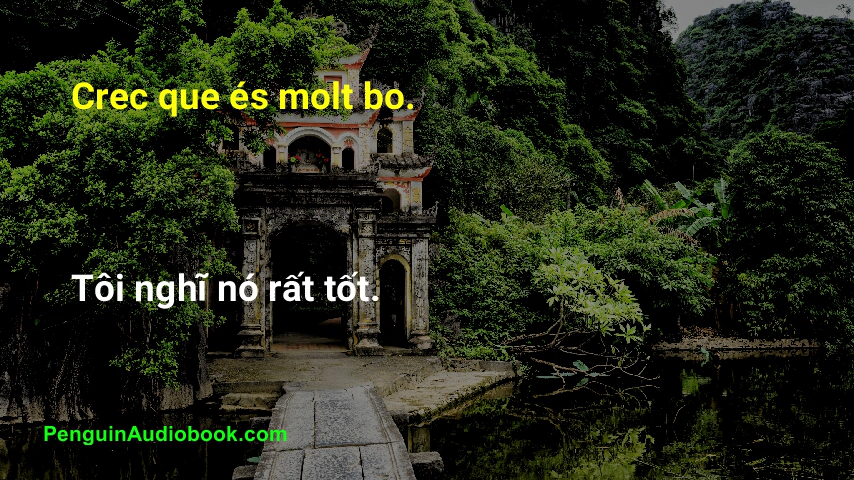 Crec que és molt bo.
Tôi nghĩ nó rất tốt.
PenguinAudiobook.com